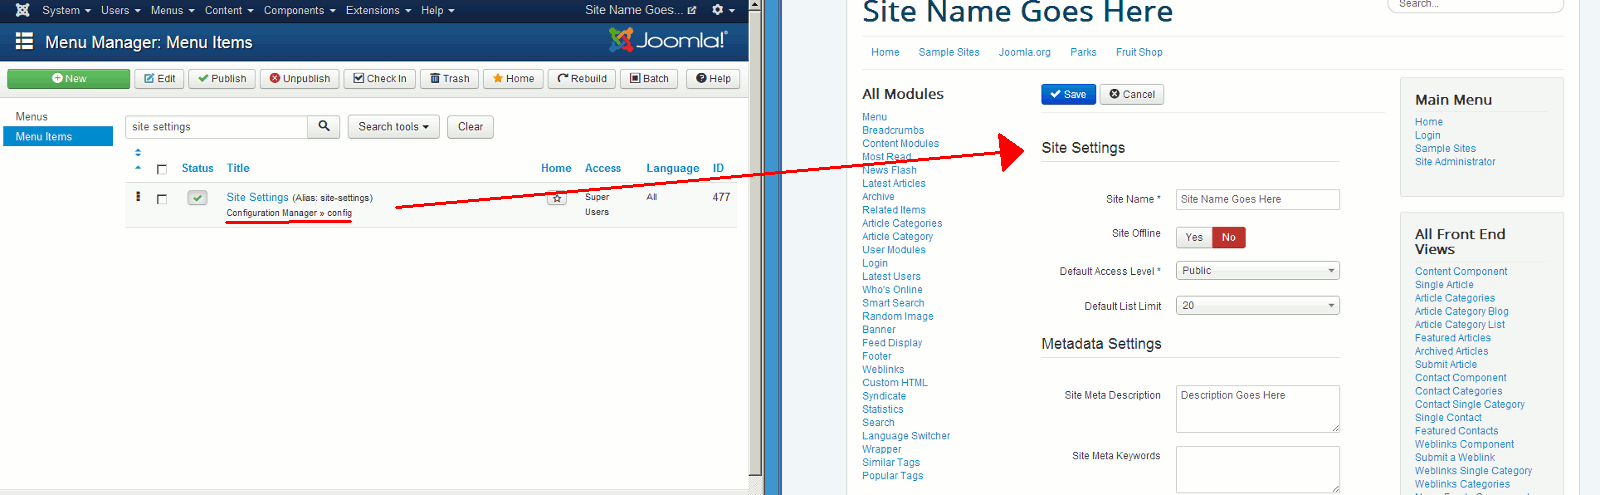 System Users Menus Content Components Extensions Help Site Name Goes...
Menu Manager: Menu Items
Joomla!
New Edit Publish Unpublish Check In Trash Home Rebuild Batch Help
Menus
Menu Items
site settings Search tools Clear
Status Title Home Access Language ID
Site Settings (Alias: site-settings) Super Users All 477
Configuration Manager » config
Site Name Goes Here
Search...
Home Sample Sites Joomla.org Parks Fruit Shop
All Modules
Menu
Breadcrumbs
Content Modules
Most Read
News Flash
Latest Articles
Archive
Related Items
Article Categories
Article Category
User Modules
Login
Latest Users
Who's Online
Smart Search
Random Image
Banner
Feed Display
Footer
Weblinks
Custom HTML
Syndicate
Statistics
Search
Language Switcher
Wrapper
Similar Tags
Popular Tags
Save Cancel
Site Settings
Site Name * Site Name Goes Here
Site Offline Yes No
Default Access Level * Public
Default List Limit 20
Metadata Settings
Site Meta Description Description Goes Here
Site Meta Keywords
Main Menu
Home
Login
Sample Sites
Site Administrator
All Front End
Views
Content Component
Single Article
Article Categories
Article Category Blog
Article Category List
Featured Articles
Archived Articles
Submit Article
Contact Component
Contact Categories
Contact Single Category
Single Contact
Featured Contacts
Weblinks Component
Submit a Weblink
Weblinks Single Category
Weblinks Categories